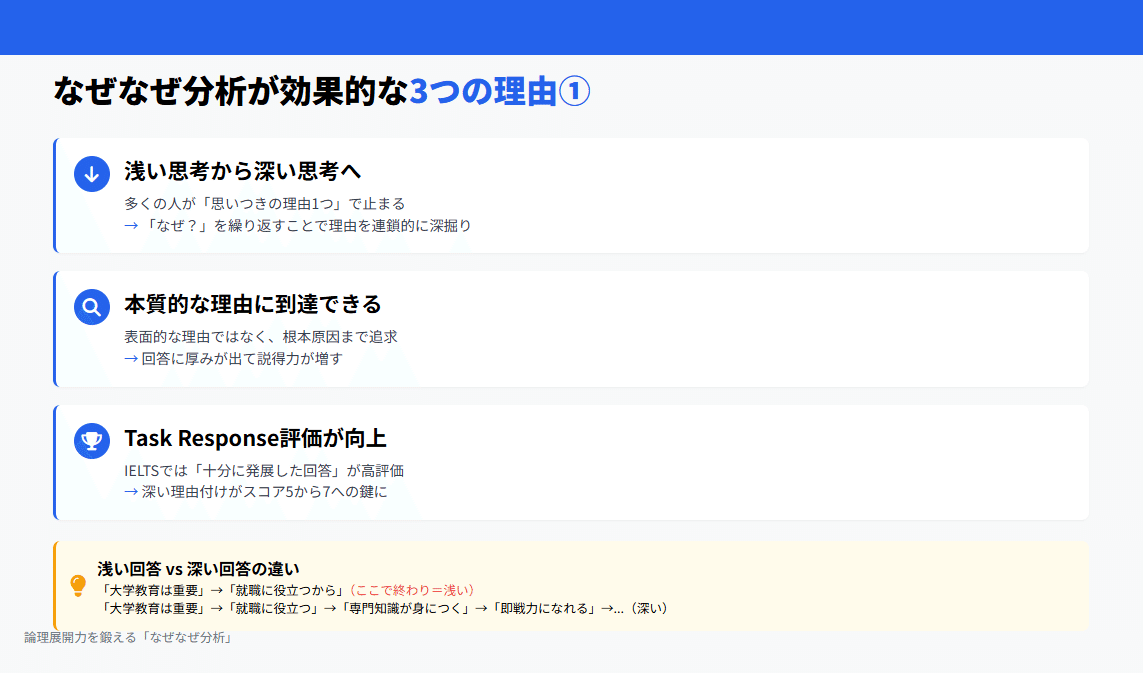 なぜなぜ分析が効果的な3つの理由①
浅い思考から深い思考へ
多くの人が「思いつきの理由1つ」で止まる
→ 「なぜ？」を繰り返すことで理由を連鎖的に深掘り
本質的な理由に到達できる
表面的な理由ではなく、根本原因まで追求
→ 回答に厚みが出て説得力が増す
Task Response評価が向上
IELTSでは「十分に発展した回答」が高評価
→ 深い理由付けがスコア5から7への鍵に
浅い回答 vs 深い回答の違い
「大学教育は重要」→「就職に役立つから」（ここで終わり＝浅い）
「大学教育は重要」→「就職に役立つ」→「専門知識が身につく」→「即戦力になれる」→...（深い）
論理展開力を鍛える「なぜなぜ分析」